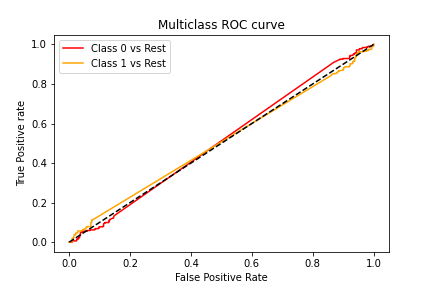 Multiclass ROC curve
Class 0 vs Rest
Class 1 vs Rest
True Positive rate
1.0
0.8
0.6
0.4
0.2
0.0
0.0 0.2 0.4 0.6 0.8 1.0
False Positive Rate